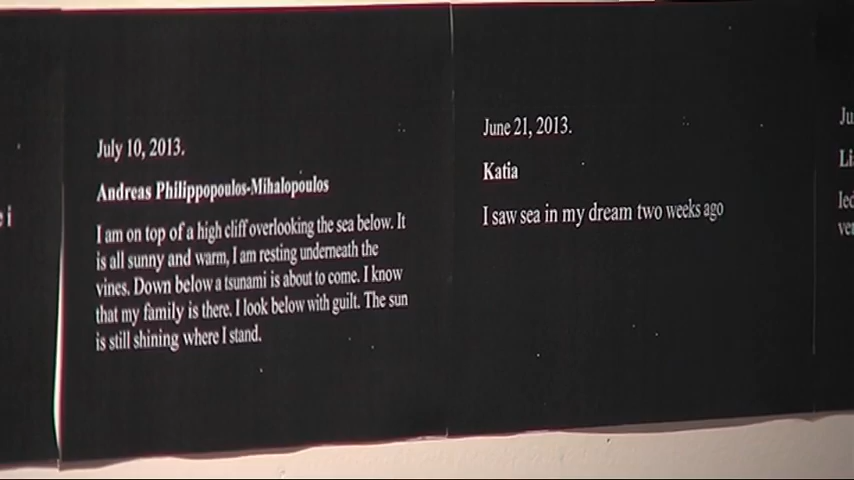 July 10, 2013.
Andreas Philippopoulos-Mihalopoulos
I am on top of a high cliff overlooking the sea below. It
is all sunny and warm, I am resting underneath the
vines. Down below a tsunami is about to come. I know
that my family is there. I look below with guilt. The sun
is still shining where I stand.
June 21, 2013.
Katia
I saw sea in my dream two weeks ago